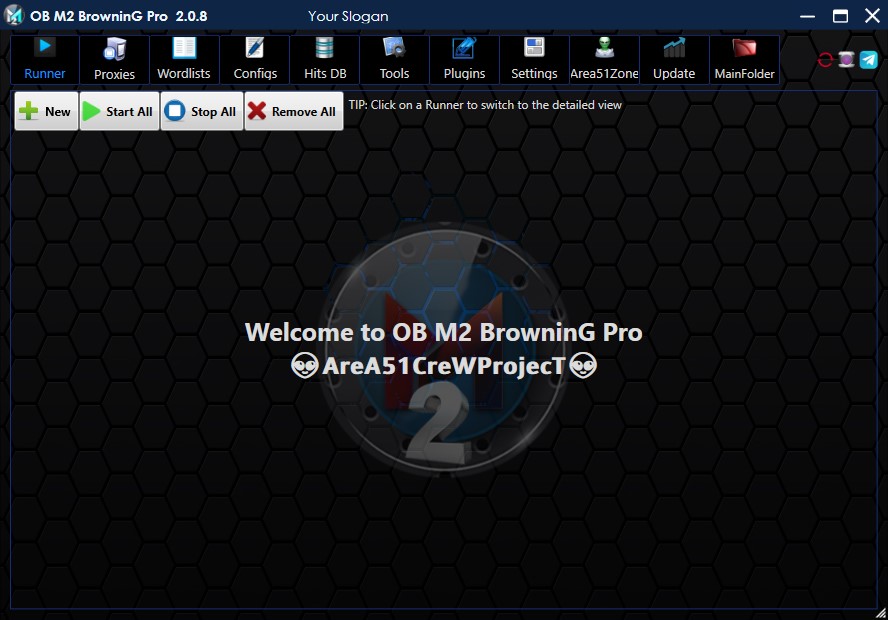 OB M2 BrowninG Pro 2.0.8
Your Slogan
Runner
Proxies
Wordlists
Configs
Hits DB
Tools
Plugins
Settings
Area51Zone
Update
MainFolder
New
Start All
Stop All
Remove All
TIP: Click on a Runner to switch to the detailed view
Welcome to OB M2 BrowninG Pro
👽AreA51CreWProjecT👽
M
2